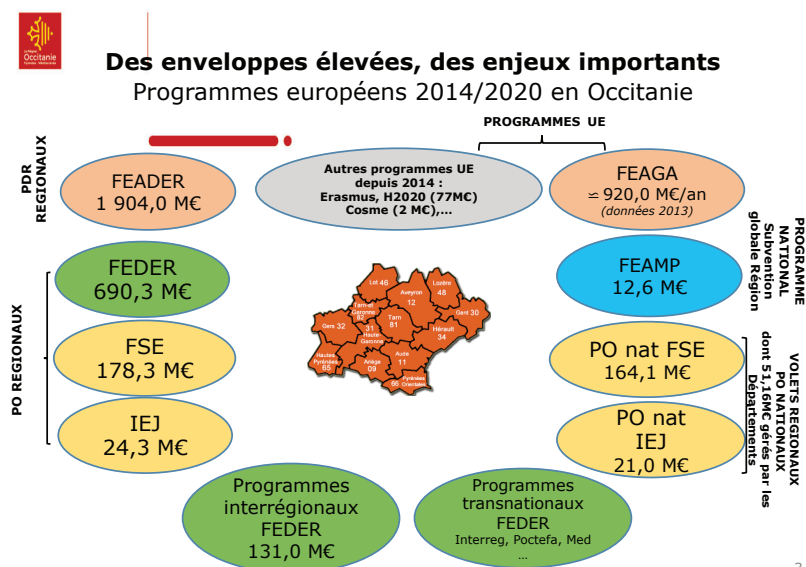 La Région
Occitanie
Pyrénées - Méditerranée
Des enveloppes élevées, des enjeux importants
Programmes européens 2014/2020 en Occitanie
PROGRAMMES UE
PDR
REGIONAUX
FEADER
1 904,0 M€
Autres programmes UE
depuis 2014 :
Erasmus, H2020 (77M€)
Cosme (2 M€),...
FEAGA
≃ 920,0 M€/an
(données 2013)
PROGRAMME
NATIONAL
Subvention
globale Région
FEDER
690,3 M€
FEAMP
12,6 M€
Lot 46
Aveyron
12
Lozère
48
Tarn et
Garonne
82
Gard 30
Gers 32
31
Haute
Garonne
Tarn
81
Hérault
34
Hautes
Pyrénées
65
Ariège
09
Aude
11
66 Pyrénées
Orientales
PO REGIONAUX
FSE
178,3 M€
PO nat FSE
164,1 M€
VOLETS REGIONAUX
PO NATIONAUX
dont 51,16M€ gérés par les
Départements
IEJ
24,3 M€
PO nat
IEJ
21,0 M€
Programmes
interrégionaux
FEDER
131,0 M€
Programmes
transnationaux
FEDER
Interreg, Poctefa, Med
...